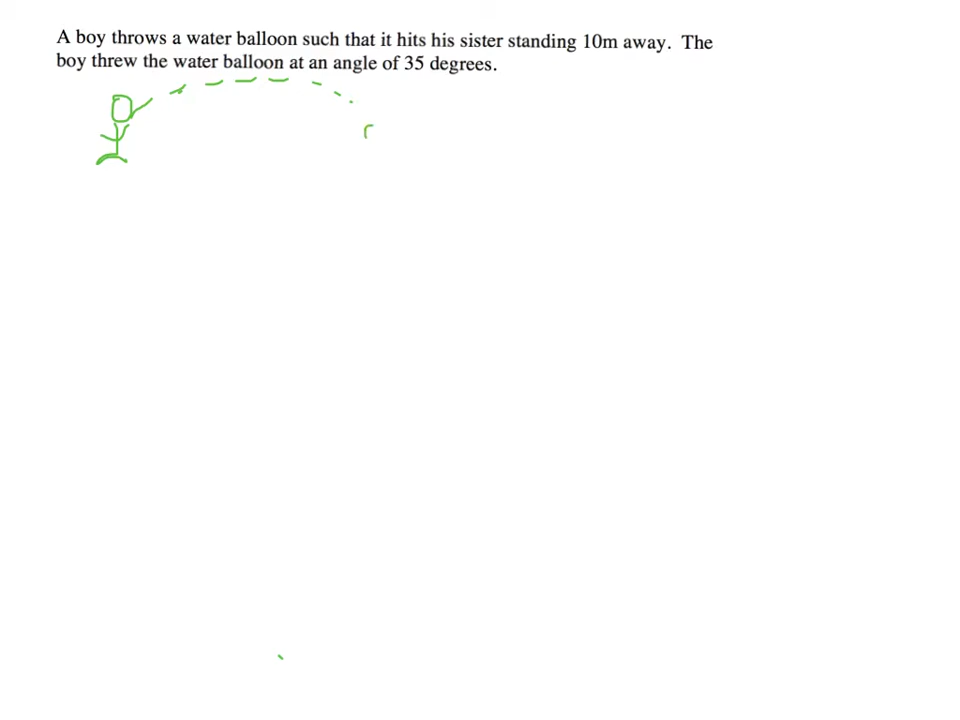 A boy throws a water balloon such that it hits his sister standing 10m away. The
boy threw the water balloon at an angle of 35 degrees.